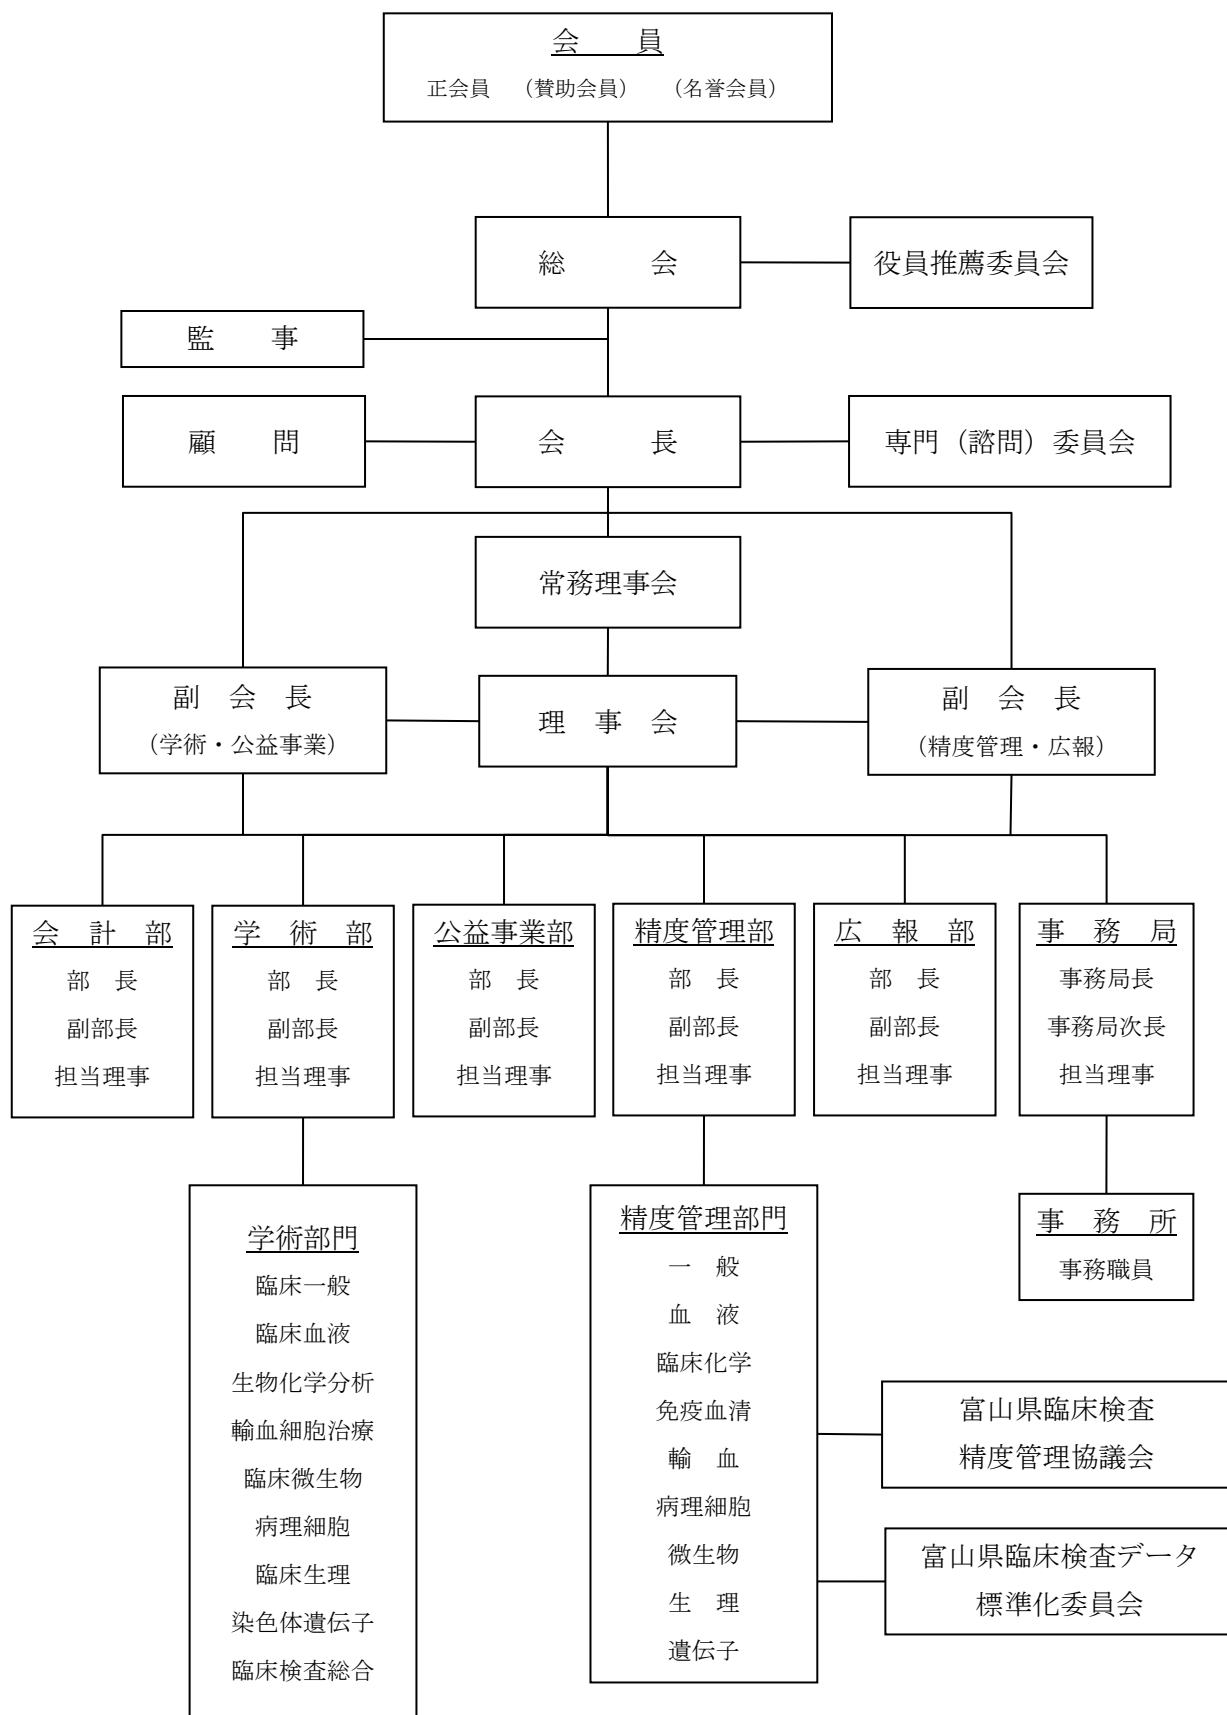 会　　員
正会員　（賛助会員）　（名誉会員）
総　　　会
役員推薦委員会
監　　事
顧　　問
会　　　長
専門（諮問）委員会
常務理事会
副　会　長
（学術・公益事業）
理　事　会
副　会　長
（精度管理・広報）
会　計　部
部　長
副部長
担当理事
学　術　部
部　長
副部長
担当理事
公益事業部
部　長
副部長
担当理事
精度管理部
部　長
副部長
担当理事
広　報　部
部　長
副部長
担当理事
事　務　局
事務局長
事務局次長
担当理事
学術部門
臨床一般
臨床血液
生物化学分析
輸血細胞治療
臨床微生物
病理細胞
臨床生理
染色体遺伝子
臨床検査総合
精度管理部門
一　般
血　液
臨床化学
免疫血清
輸　血
病理細胞
微生物
生　理
遺伝子
事　務　所
事務職員
富山県臨床検査
精度管理協議会
富山県臨床検査データ
標準化委員会